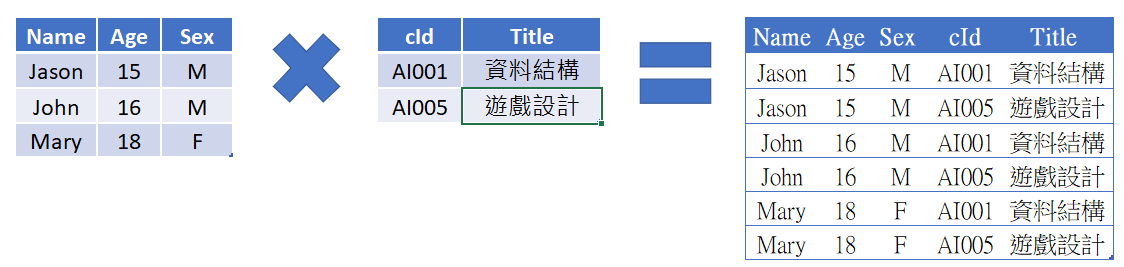 Name Age Sex
Jason 15 M
John 16 M
Mary 18 F
cId Title
AI001 資料結構
AI005 遊戲設計
Name Age Sex cId Title
Jason 15 M AI001 資料結構
Jason 15 M AI005 遊戲設計
John 16 M AI001 資料結構
John 16 M AI005 遊戲設計
Mary 18 F AI001 資料結構
Mary 18 F AI005 遊戲設計